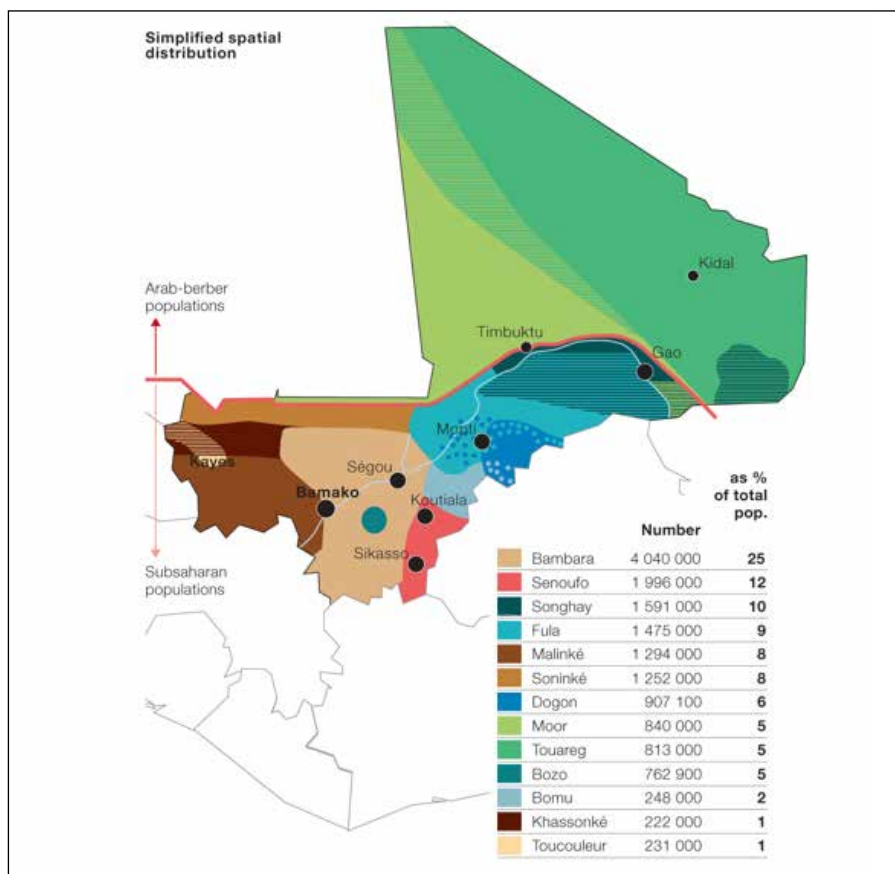 Simplified spatial
distribution
Kidal
Arab-berber
populations
Timbuktu
Gao
Mopti
Kayes
Ségou
as %
of total
pop.
Bamako
Koutiala
Number
Sikasso
Subsaharan
populations
Bambara 4 040 000 25
Senoufo 1 996 000 12
Songhay 1 591 000 10
Fula 1 475 000 9
Malinké 1 294 000 8
Soninké 1 252 000 8
Dogon 907 100 6
Moor 840 000 5
Touareg 813 000 5
Bozo 762 900 5
Bomu 248 000 2
Khassonké 222 000 1
Toucouleur 231 000 1